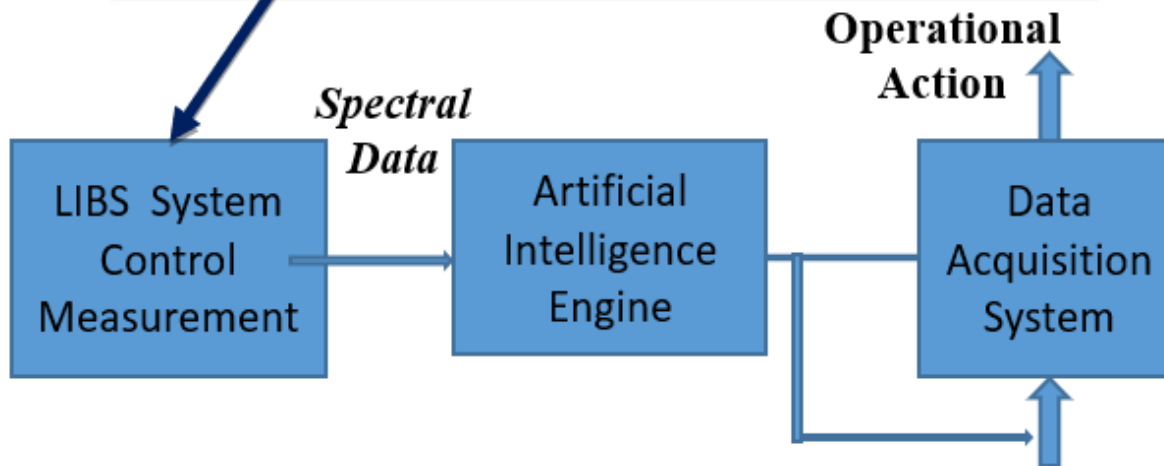 Operational
Action
Spectral
Data
LIBS System
Control
Measurement
Artificial
Intelligence
Engine
Data
Acquisition
System